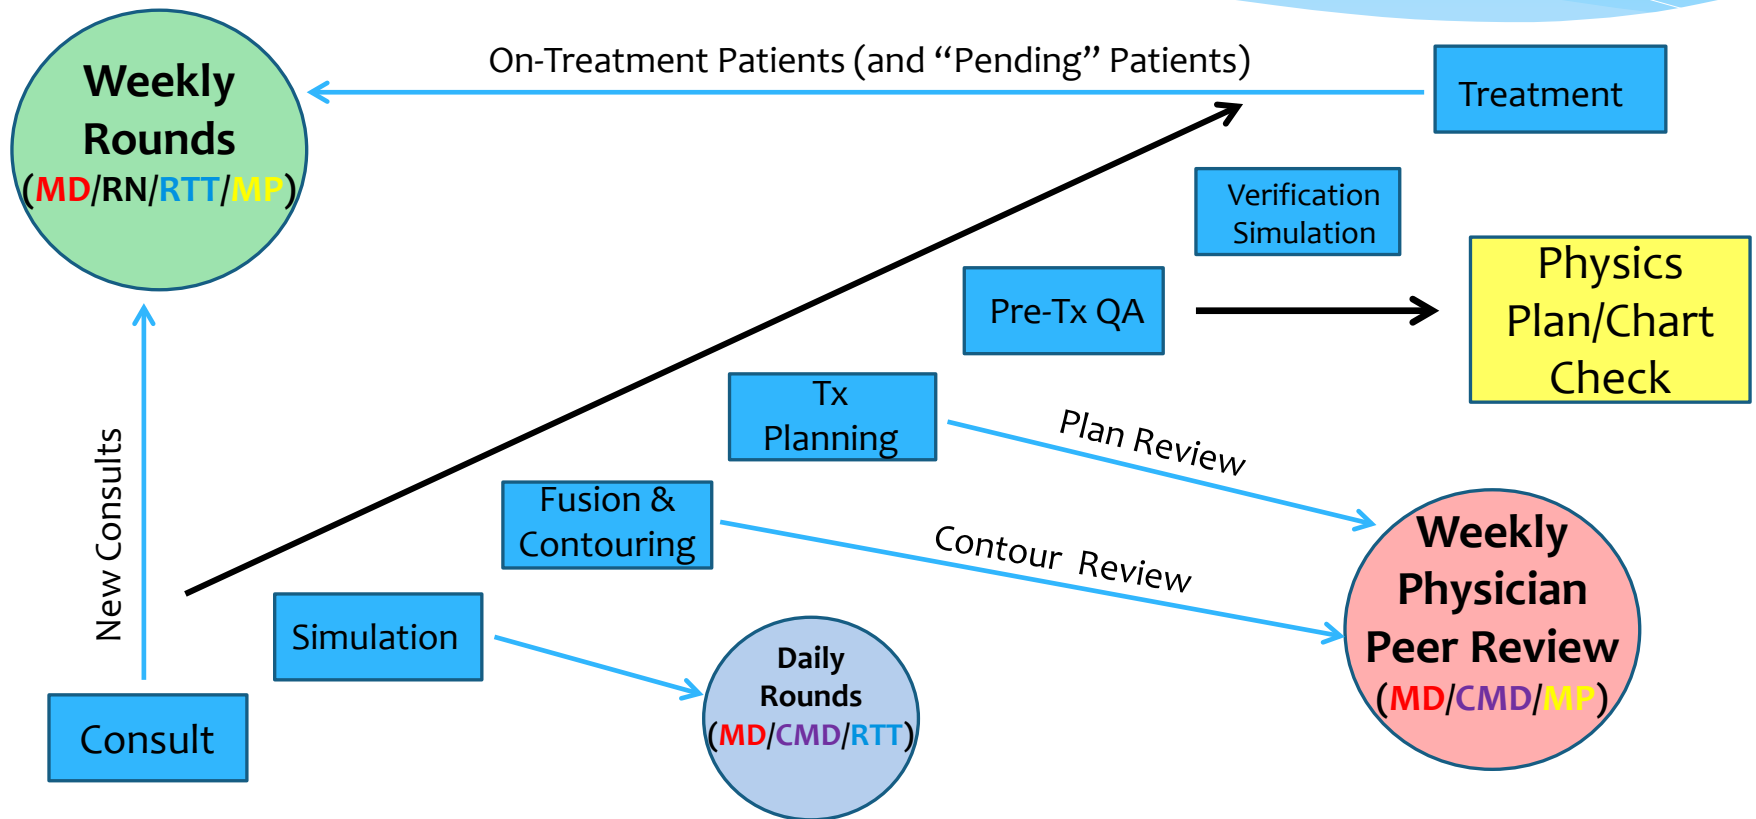 On-Treatment Patients (and “Pending” Patients)
Weekly
Rounds
(MD/RN/RTT/MP)
Treatment
Verification
Simulation
Pre-Tx QA
Physics
Plan/Chart
Check
Tx
Planning
Plan Review
Fusion &
Contouring
Contour Review
New Consults
Simulation
Daily
Rounds
(MD/CMD/RTT)
Weekly
Physician
Peer Review
(MD/CMD/MP)
Consult